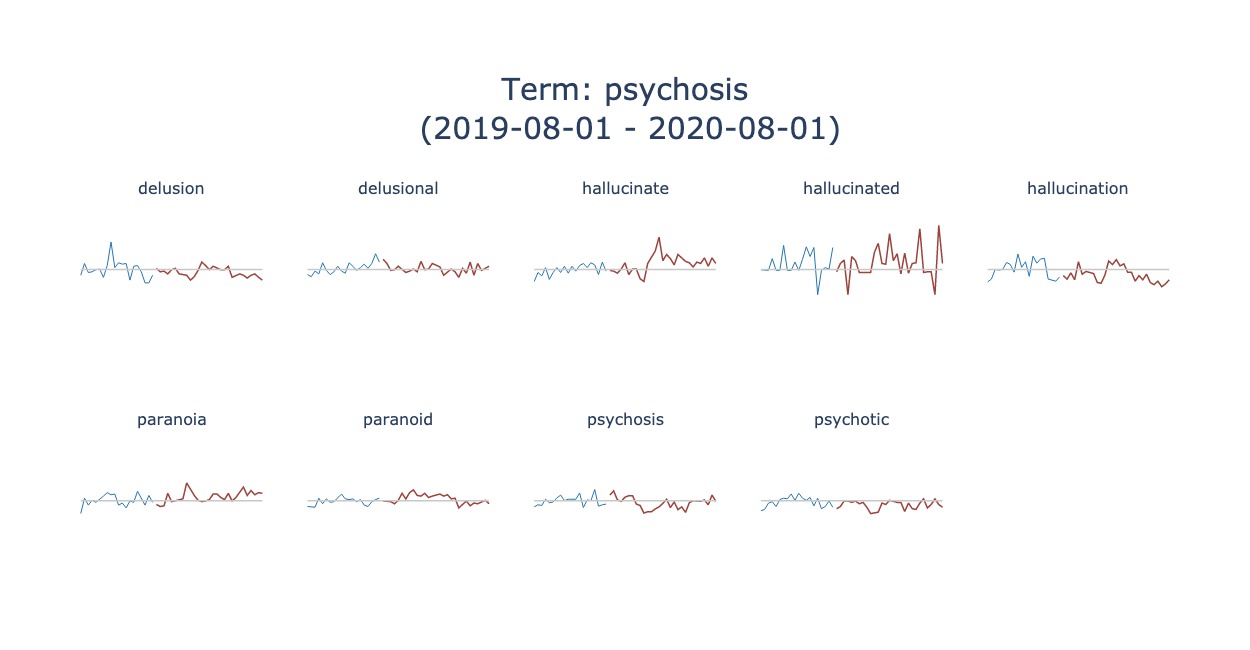 Term: psychosis
(2019-08-01 - 2020-08-01)
delusion
delusional
hallucinate
hallucinated
hallucination
paranoia
paranoid
psychosis
psychotic